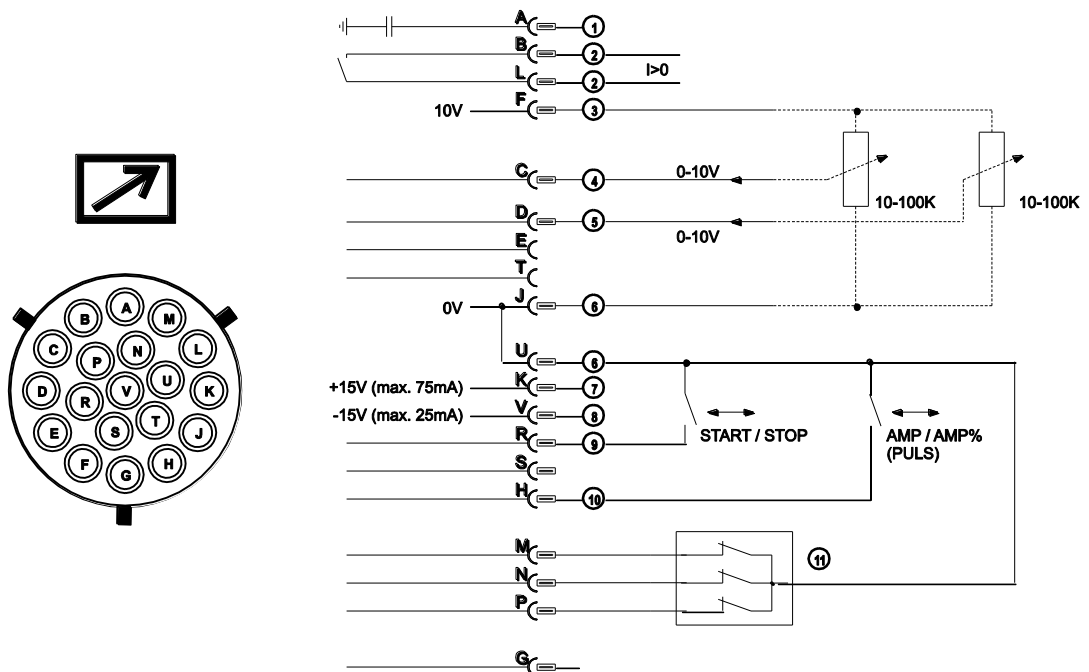 A 1
B 2
L 2 I>0
10V F 3
C 4 0-10V 10-100K 10-100K
D 5
0-10V
E
T
0V J 6
U 6
+15V (max. 75mA) K 7
-15V (max. 25mA) V 8
R 9 START / STOP AMP / AMP%
(PULS)
S
H 10
M 11
N
P
G
A
B M
C N L
P
D V U K
R
E S T J
F H
G